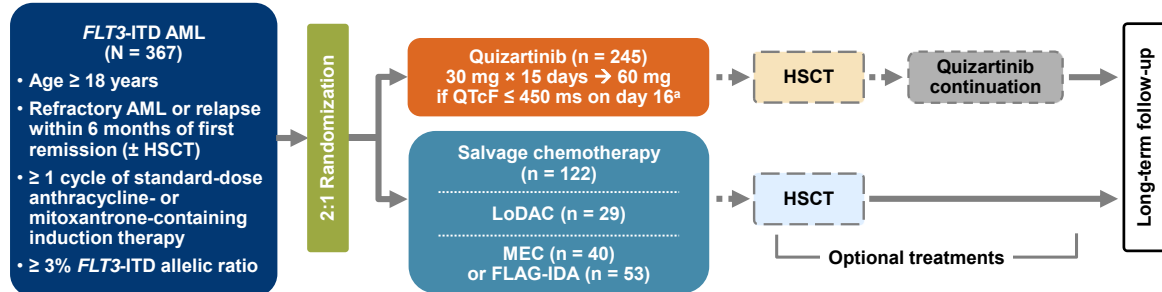 FLT3-ITD AML
(N = 367)
• Age ≥ 18 years
• Refractory AML or relapse
within 6 months of first
remission (± HSCT)
• ≥ 1 cycle of standard-dose
anthracycline- or
mitoxantrone-containing
induction therapy
• ≥ 3% FLT3-ITD allelic ratio
2:1 Randomization
Quizartinib (n = 245)
30 mg × 15 days → 60 mg
if QTcF ≤ 450 ms on day 16ᵃ
HSCT
Quizartinib
continuation
Salvage chemotherapy
(n = 122)
LoDAC (n = 29)
MEC (n = 40)
or FLAG-IDA (n = 53)
HSCT
Optional treatments
Long-term follow-up